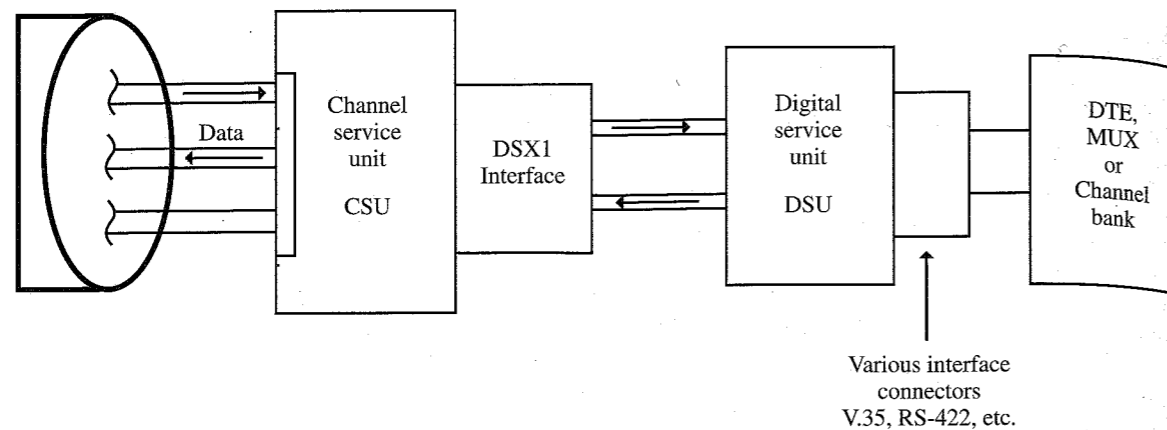 Data
Channel
service
unit
CSU
DSX1
Interface
Digital
service
unit
DSU
DTE,
MUX
or
Channel
bank
Various interface
connectors
V.35, RS-422, etc.